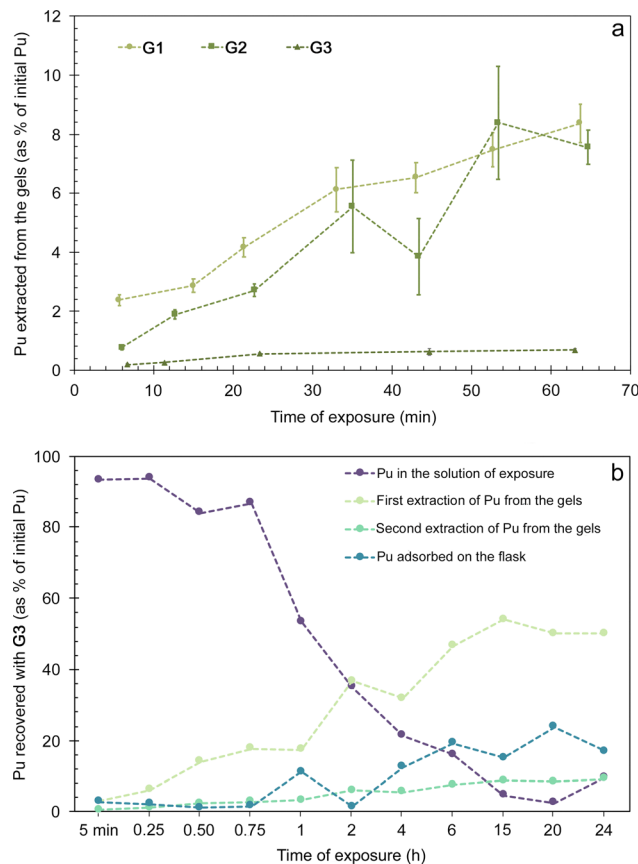 a
G1 G2 G3
Pu extracted from the gels (as % of initial Pu)
12
10
8
6
4
2
0
0 10 20 30 40 50 60 70
Time of exposure (min)
b
Pu in the solution of exposure
First extraction of Pu from the gels
Second extraction of Pu from the gels
Pu adsorbed on the flask
Pu recovered with G3 (as % of initial Pu)
100
80
60
40
20
0
5 min 0.25 0.50 0.75 1 2 4 6 15 20 24
Time of exposure (h)